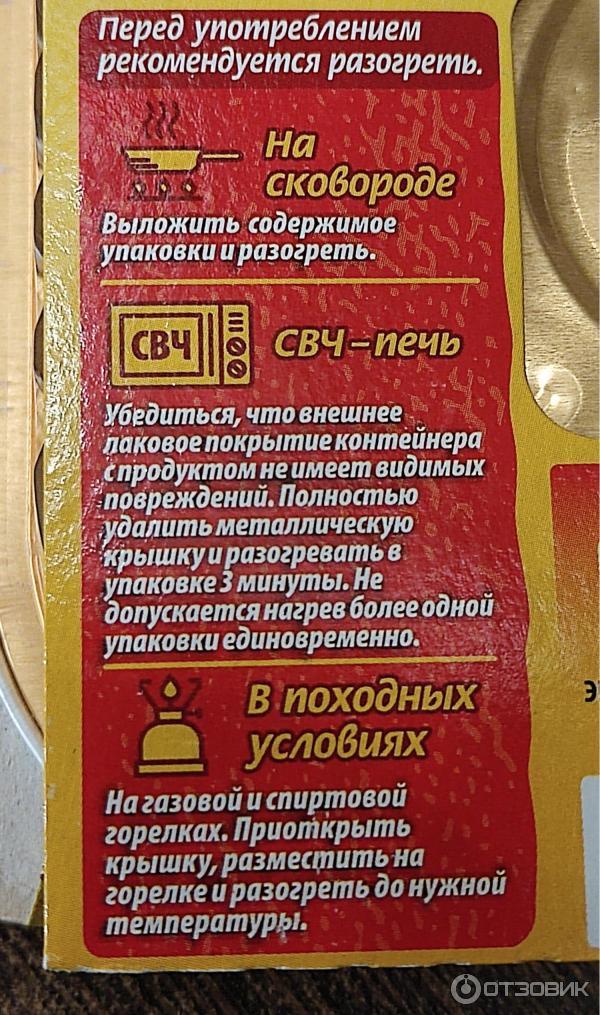 Перед употреблением
рекомендуется разогреть.
На
сковороде
Выложить содержимое
упаковки и разогреть.
СВЧ
СВЧ – печь
Убедиться, что внешнее
лаковое покрытие контейнера
с продуктом не имеет видимых
повреждений. Полностью
удалить металлическую
крышку и разогревать в
упаковке 3 минуты. Не
допускается нагрев более одной
упаковки единовременно.
В походных
условиях
На газовой и спиртовой
горелках. Приоткрыть
крышку, разместить на
горелке и разогреть до нужной
температуры.
э
ОТЗОВИК